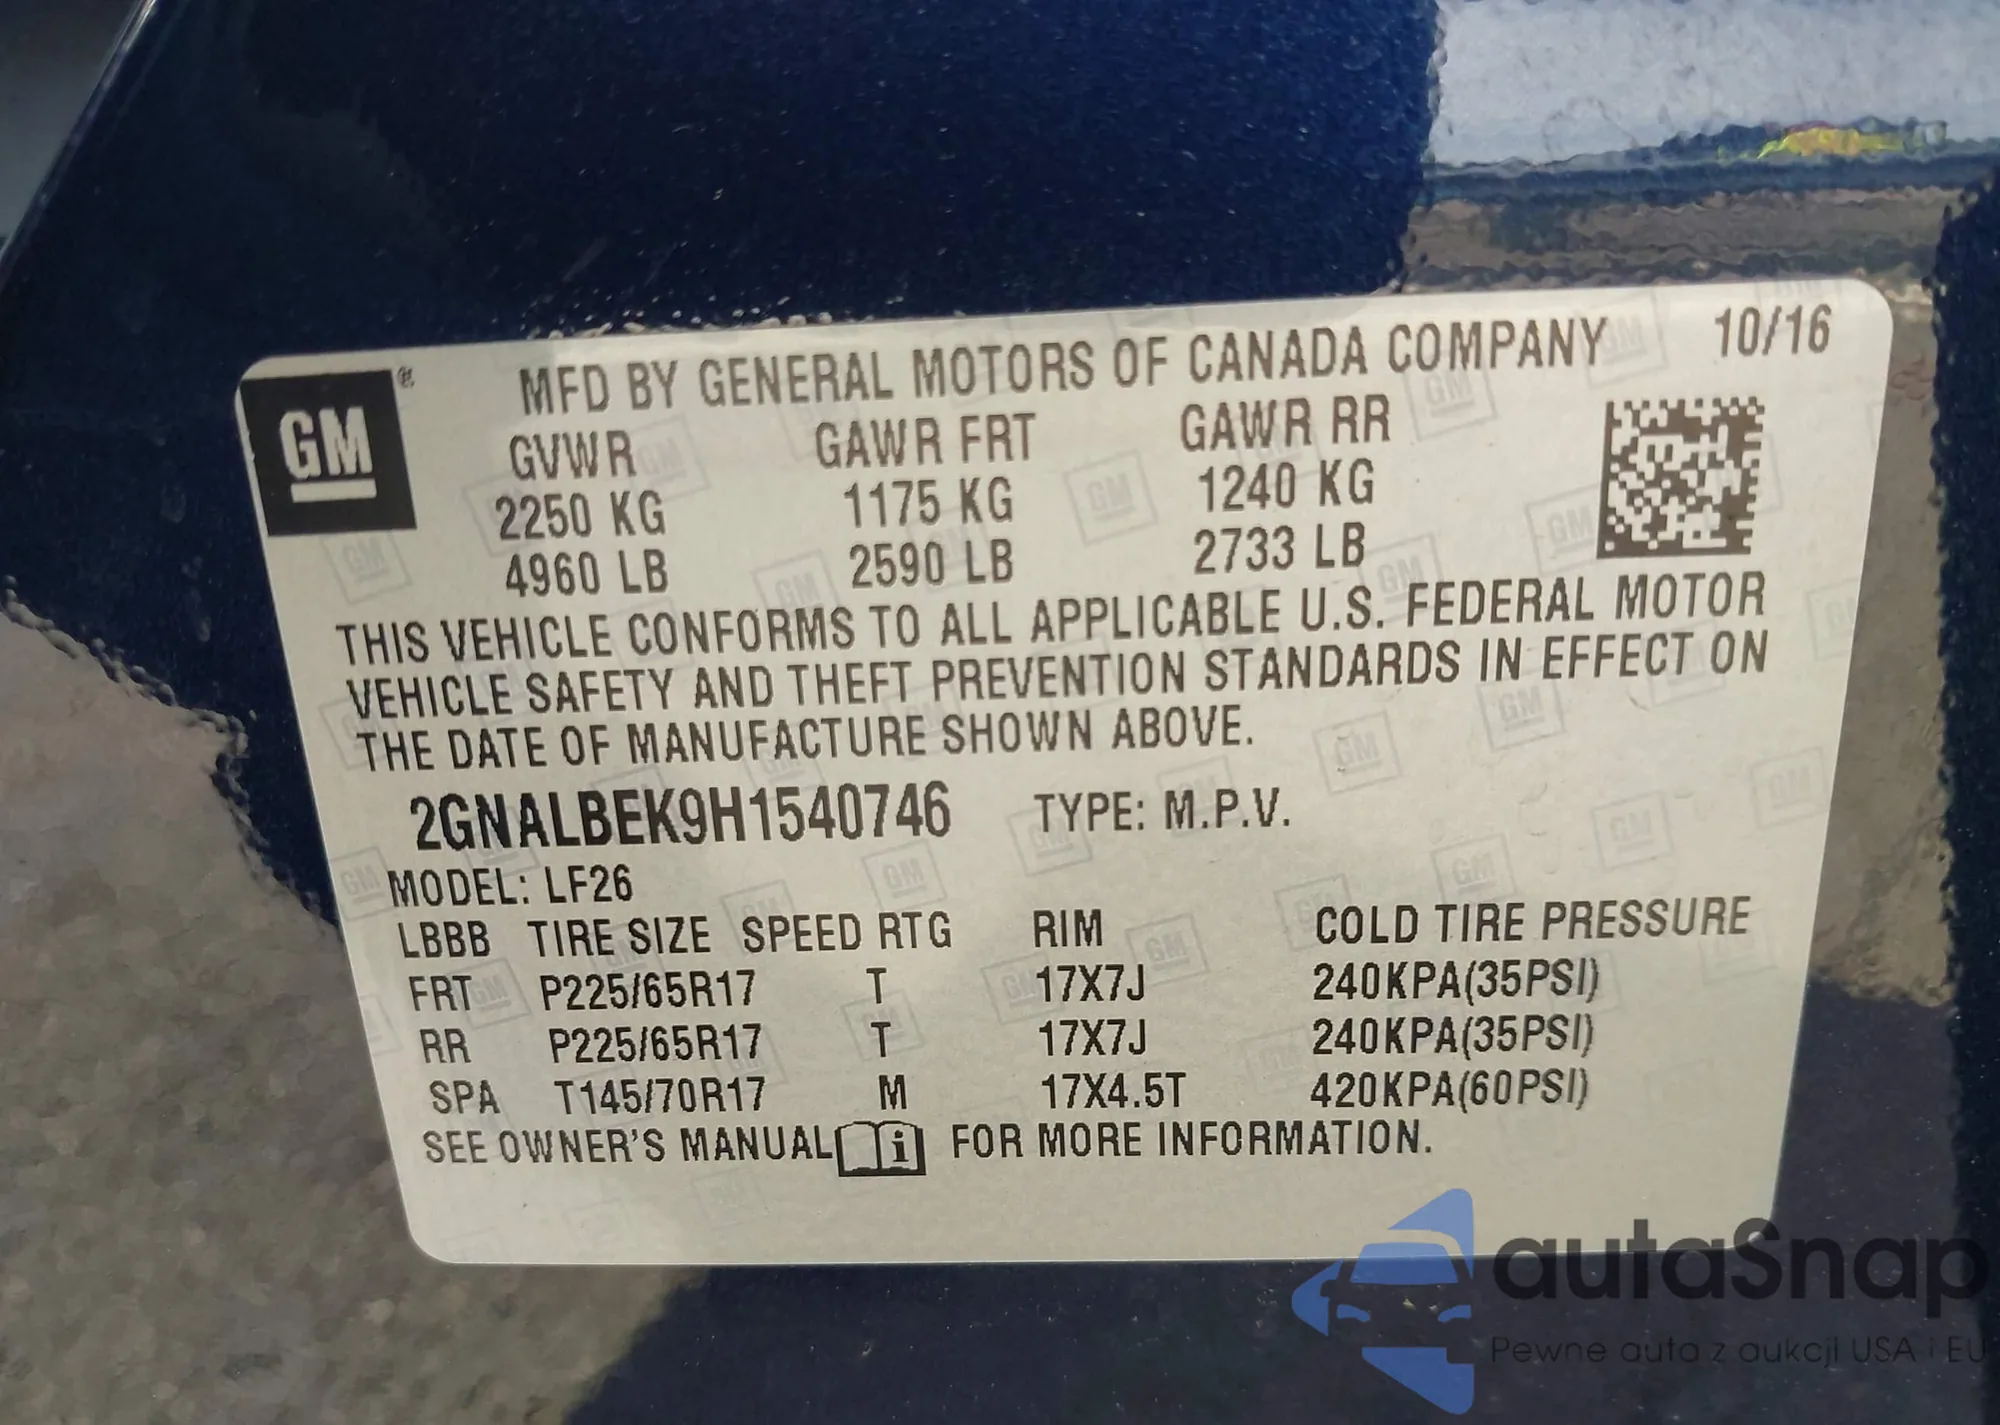 MFD BY GENERAL MOTORS OF CANADA COMPANY 10/16
GM ®
GVWR GAWR FRT GAWR RR
2250 KG 1175 KG 1240 KG
4960 LB 2590 LB 2733 LB
THIS VEHICLE CONFORMS TO ALL APPLICABLE U.S. FEDERAL MOTOR
VEHICLE SAFETY AND THEFT PREVENTION STANDARDS IN EFFECT ON
THE DATE OF MANUFACTURE SHOWN ABOVE.
2GNALBEK9H1540746 TYPE: M.P.V.
MODEL: LF26
LBBB TIRE SIZE SPEED RTG RIM COLD TIRE PRESSURE
FRT P225/65R17 T 17X7J 240KPA(35PSI)
RR P225/65R17 T 17X7J 240KPA(35PSI)
SPA T145/70R17 M 17X4.5T 420KPA(60PSI)
SEE OWNER'S MANUAL i FOR MORE INFORMATION.
autaSnap
Pewne auta z aukcji USA i EU